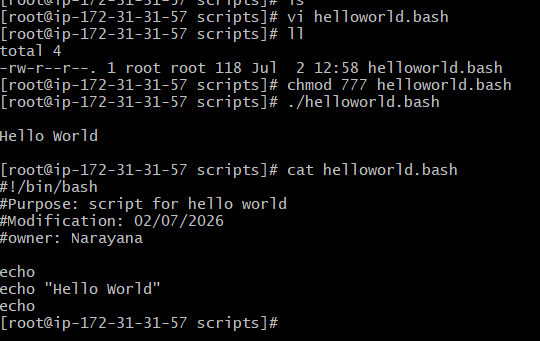 [root@ip-172-31-31-57 scripts]# ls
[root@ip-172-31-31-57 scripts]# vi helloworld.bash
[root@ip-172-31-31-57 scripts]# ll
total 4
-rw-r--r--. 1 root root 118 Jul  2 12:58 helloworld.bash
[root@ip-172-31-31-57 scripts]# chmod 777 helloworld.bash
[root@ip-172-31-31-57 scripts]# ./helloworld.bash
Hello World
[root@ip-172-31-31-57 scripts]# cat helloworld.bash
#!/bin/bash
#Purpose: script for hello world
#Modification: 02/07/2026
#owner: Narayana
echo
echo "Hello World"
echo
[root@ip-172-31-31-57 scripts]#